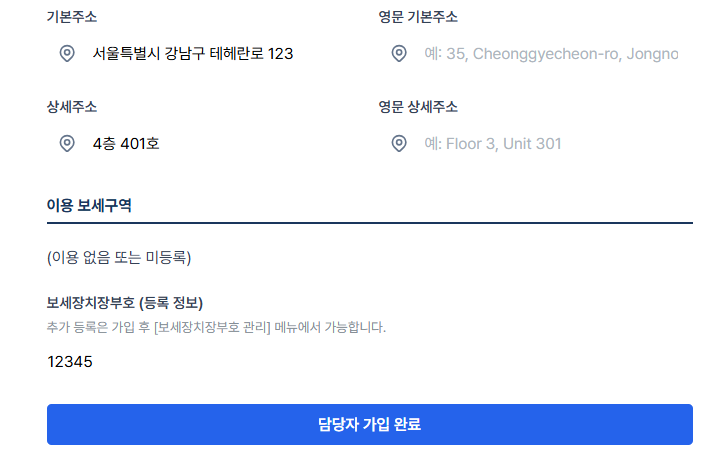 기본주소
영문 기본주소
서울특별시 강남구 테헤란로 123
예: 35, Cheonggyecheon-ro, Jongno
상세주소
영문 상세주소
4층 401호
예: Floor 3, Unit 301
이용 보세구역
(이용 없음 또는 미등록)
보세장치장부호 (등록 정보)
추가 등록은 가입 후 [보세장치장부호 관리] 메뉴에서 가능합니다.
12345
담당자 가입 완료